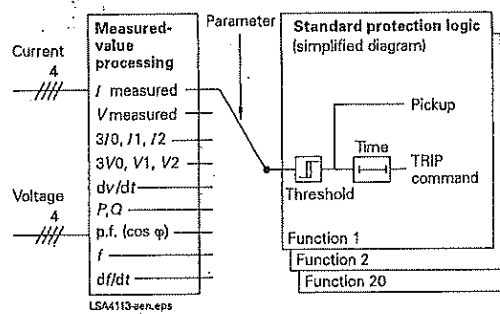 Current
4
Voltage
4
Measured-
value
processing
I measured
V measured
3I0, I1, I2
3V0, V1, V2
dv/dt
P,Q
p.f. (cos φ)
f
df/dt
LSA4113-aen.eps
Parameter
Standard protection logic
(simplified diagram)
Pickup
Time
TRIP
command
Threshold
Function 1
Function 2
Function 20